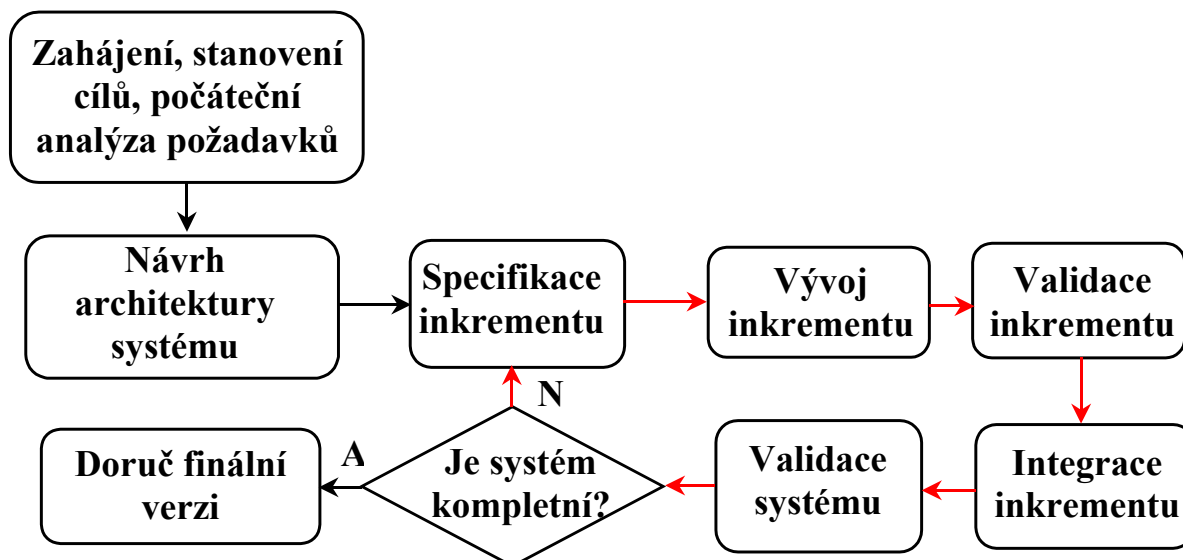 Zahájení, stanovení
cílů, počáteční
analýza požadavků
Návrh
architektury
systému
Specifikace
inkrementu
Vývoj
inkrementu
Validace
inkrementu
Integrace
inkrementu
Validace
systému
Je systém
kompletní?
N
A
Doruč finální
verzi